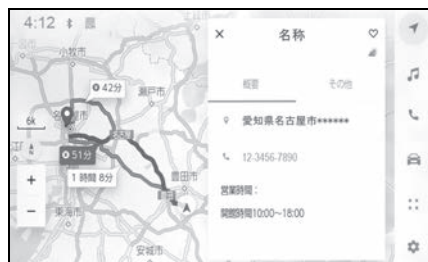 4:12
小牧市
42分
瀬戸市
6k
51分
1 時間 8分
豊田市
東海市
安城市
+
−
×
名称
概要
その他
愛知県名古屋市******
12-3456-7890
営業時間：
開館時間10:00～18:00